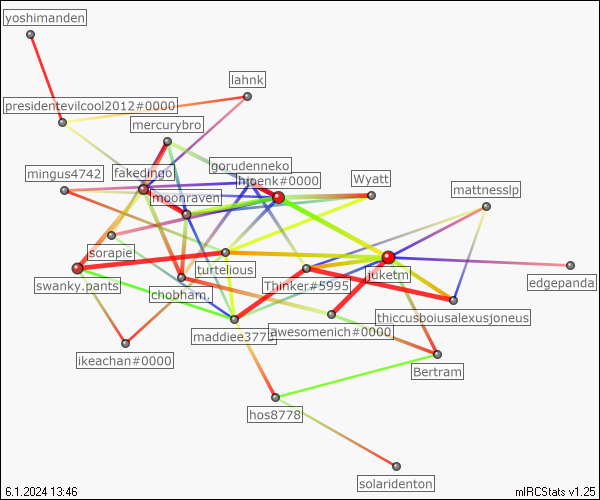 yoshimanden
lahnk
presidentevilcool2012#0000
mercurybro
gorudenneko
mingus4742
fakedingo
hipenk#0000
Wyatt
moonraven
mattnesslp
sorapie
swanky.pants
turtelious
juketm
edgepanda
chobham.
Thinker#5995
thiccusboiusalexusjoneus
maddiee377
awesomenich#0000
ikeachan#0000
Bertram
hos8778
solaridenton
6.1.2024 13:46
mIRCStats v1.25